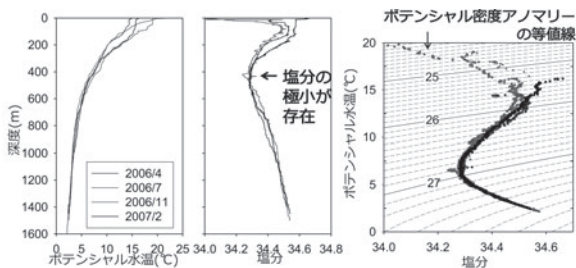 ポテンシャル密度アノマリー
の等値線
0
200
400
600
800
1000
1200
1400
1600
深度(m)
0 5 10 15 20 25
ポテンシャル水温(℃)
2006/4
2006/7
2006/11
2007/2
塩分の
極小が
存在
34.0 34.2 34.4 34.6 34.8
塩分
20
15
10
5
0
ポテンシャル水温(℃)
25
26
27
34.0 34.2 34.4 34.6
塩分